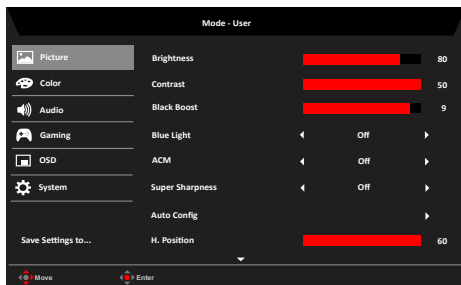 Mode - User
Picture
Color
Audio
Gaming
OSD
System
Save Settings to...
Brightness 80
Contrast 50
Black Boost 9
Blue Light Off
ACM Off
Super Sharpness Off
Auto Config
H. Position 60
Move Enter